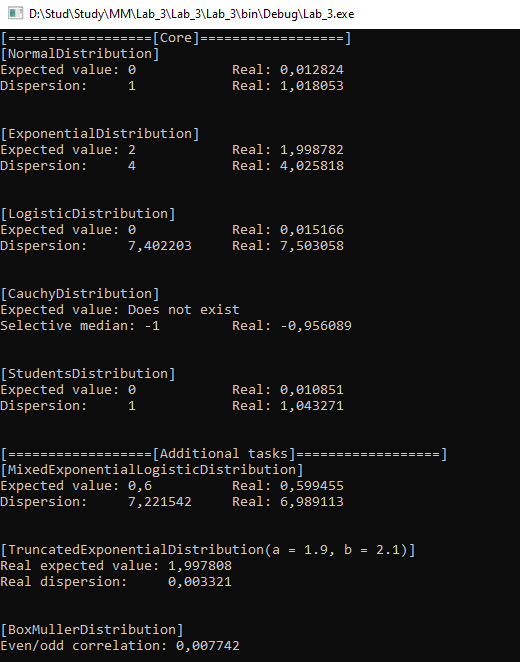 D:\Stud\Study\MM\Lab_3\Lab_3\Lab_3\bin\Debug\Lab_3.exe
[==================[Core]==================]
[NormalDistribution]
Expected value: 0            Real: 0,012824
Dispersion:     1            Real: 1,018053
[ExponentialDistribution]
Expected value: 2            Real: 1,998782
Dispersion:     4            Real: 4,025818
[LogisticDistribution]
Expected value: 0            Real: 0,015166
Dispersion:     7,402203     Real: 7,503058
[CauchyDistribution]
Expected value: Does not exist
Selective median: -1         Real: -0,956089
[StudentsDistribution]
Expected value: 0            Real: 0,010851
Dispersion:     1            Real: 1,043271
[==================[Additional tasks]==================]
[MixedExponentialLogisticDistribution]
Expected value: 0,6          Real: 0,599455
Dispersion:     7,221542     Real: 6,989113
[TruncatedExponentialDistribution(a = 1.9, b = 2.1)]
Real expected value: 1,997808
Real dispersion:     0,003321
[BoxMullerDistribution]
Even/odd correlation: 0,007742